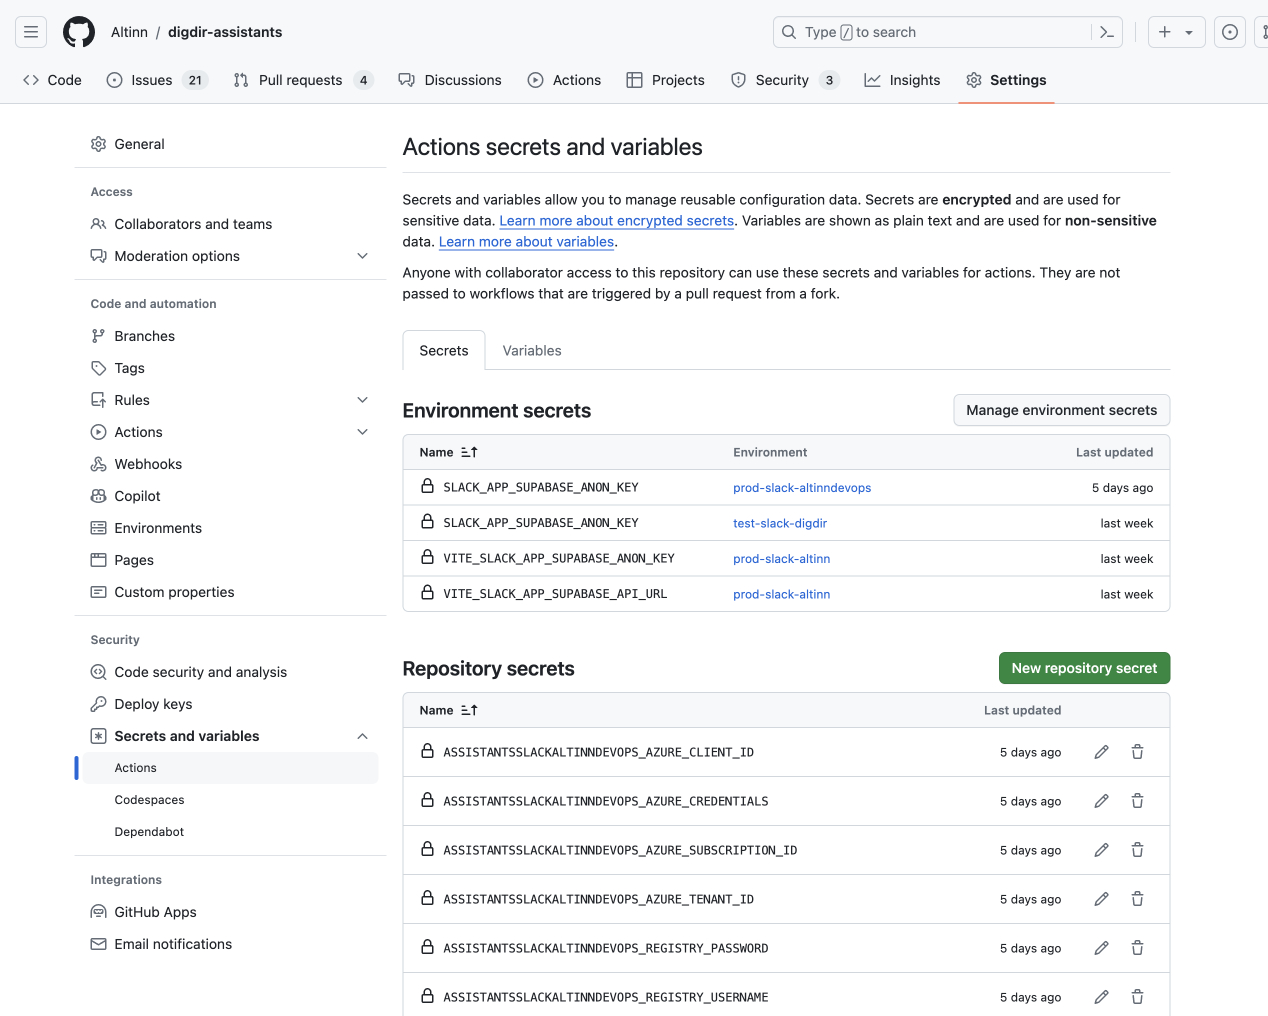 Altinn / digdir-assistants
Type / to search
Code
Issues 21
Pull requests 4
Discussions
Actions
Projects
Security 3
Insights
Settings
General
Access
Collaborators and teams
Moderation options
Code and automation
Branches
Tags
Rules
Actions
Webhooks
Copilot
Environments
Pages
Custom properties
Security
Code security and analysis
Deploy keys
Secrets and variables
Actions
Codespaces
Dependabot
Integrations
GitHub Apps
Email notifications
Actions secrets and variables
Secrets and variables allow you to manage reusable configuration data. Secrets are encrypted and are used for
sensitive data. Learn more about encrypted secrets. Variables are shown as plain text and are used for non-sensitive
data. Learn more about variables.
Anyone with collaborator access to this repository can use these secrets and variables for actions. They are not
passed to workflows that are triggered by a pull request from a fork.
Secrets
Variables
Environment secrets
Manage environment secrets
Name Environment Last updated
SLACK_APP_SUPABASE_ANON_KEY prod-slack-altinndevops 5 days ago
SLACK_APP_SUPABASE_ANON_KEY test-slack-digdir last week
VITE_SLACK_APP_SUPABASE_ANON_KEY prod-slack-altinn last week
VITE_SLACK_APP_SUPABASE_API_URL prod-slack-altinn last week
Repository secrets
New repository secret
Name Last updated
ASSISTANTSSLACKALTINNDEVOPS_AZURE_CLIENT_ID 5 days ago
ASSISTANTSSLACKALTINNDEVOPS_AZURE_CREDENTIALS 5 days ago
ASSISTANTSSLACKALTINNDEVOPS_AZURE_SUBSCRIPTION_ID 5 days ago
ASSISTANTSSLACKALTINNDEVOPS_AZURE_TENANT_ID 5 days ago
ASSISTANTSSLACKALTINNDEVOPS_REGISTRY_PASSWORD 5 days ago
ASSISTANTSSLACKALTINNDEVOPS_REGISTRY_USERNAME 5 days ago